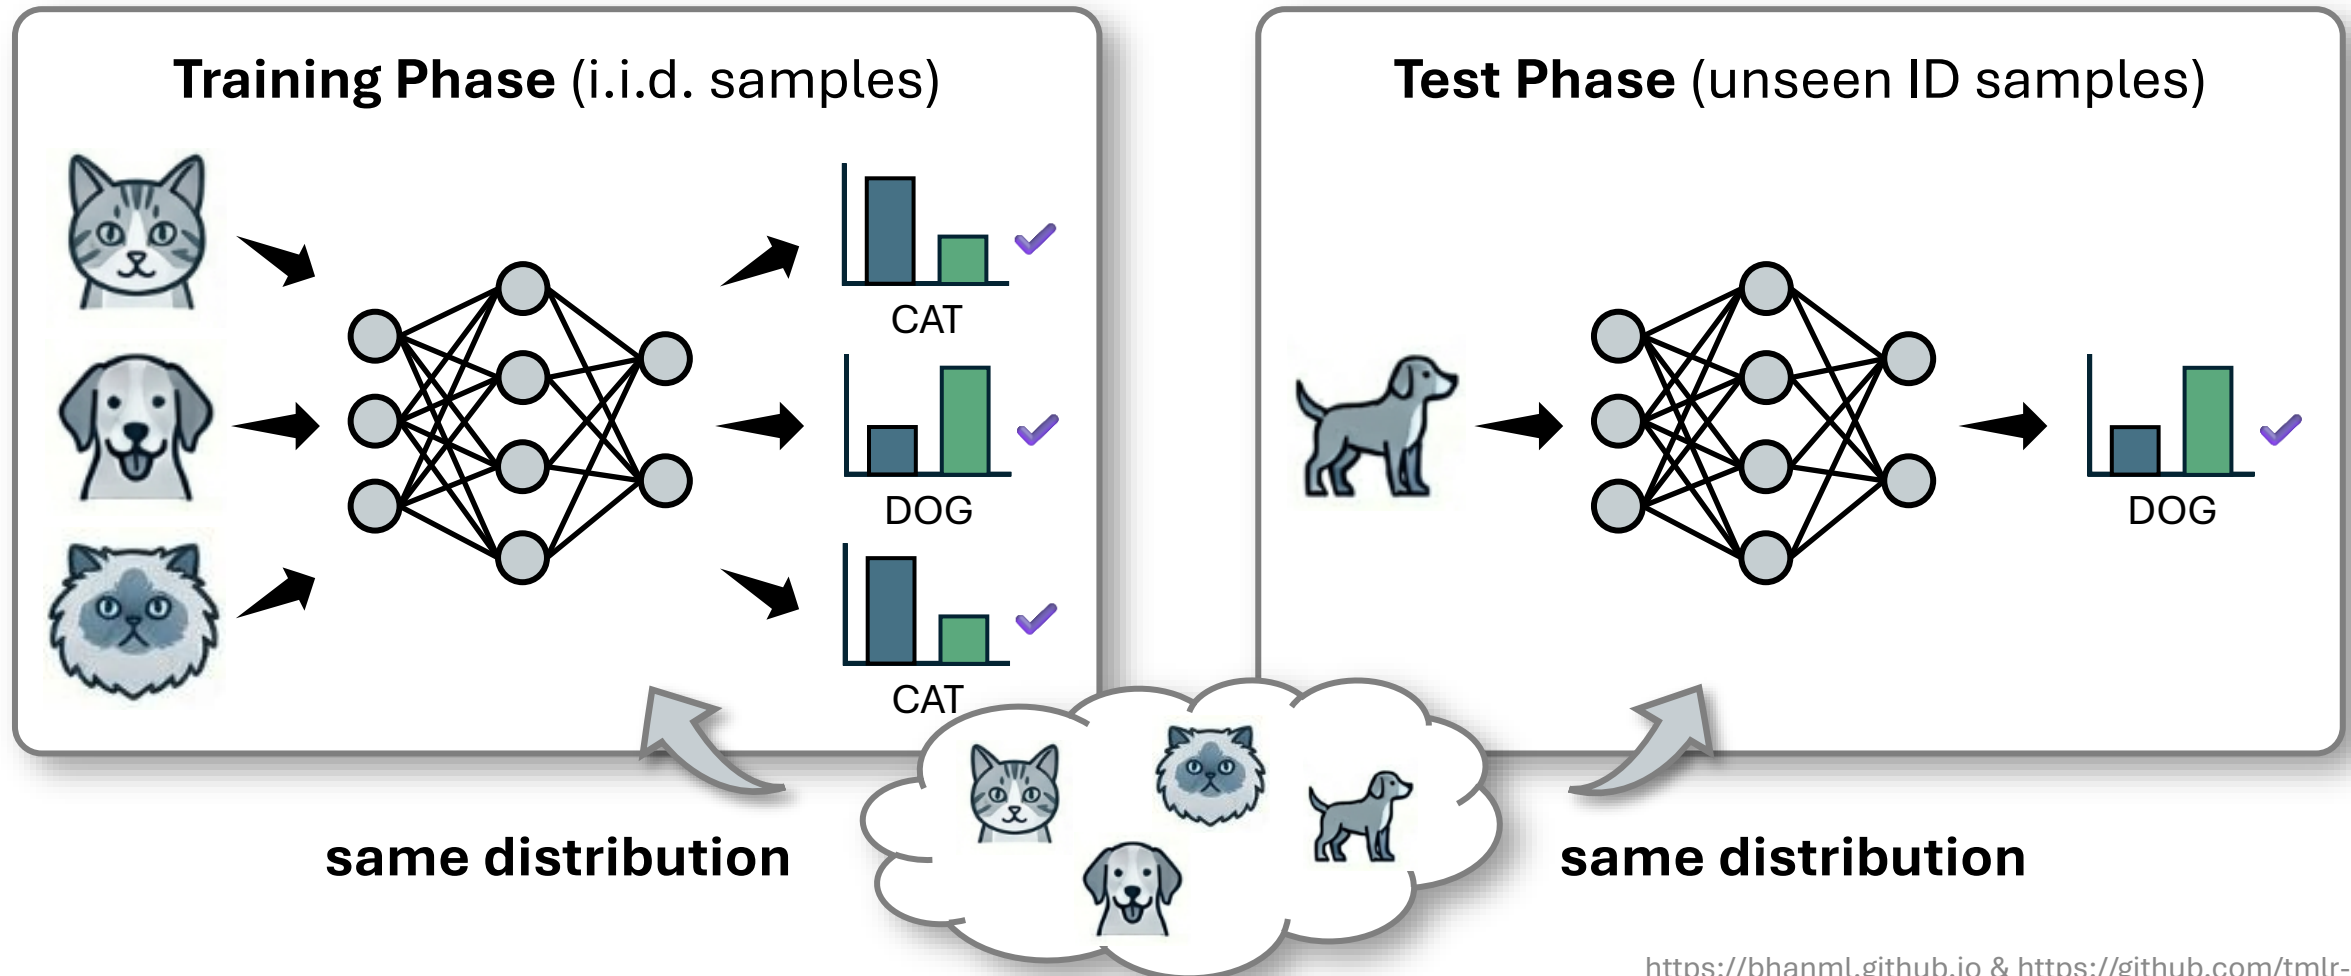 Training Phase (i.i.d. samples)
CAT
DOG
CAT
Test Phase (unseen ID samples)
DOG
same distribution
same distribution
https://bhanml.github.io & https://github.com/tmlr-